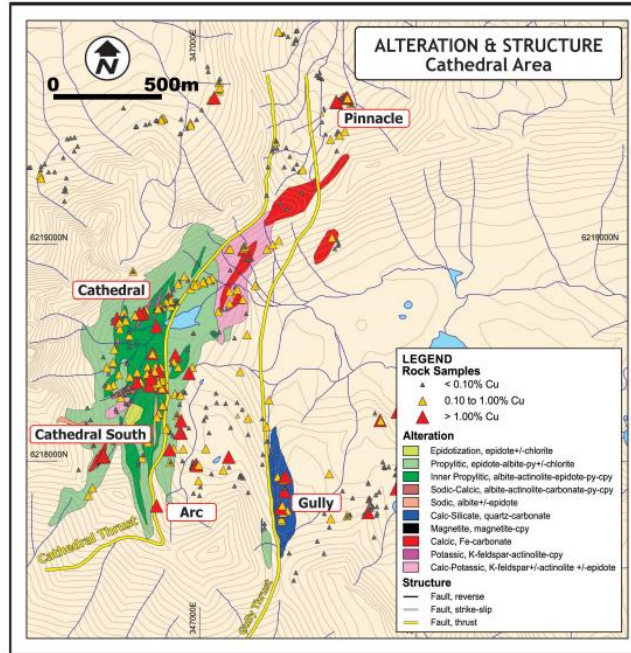 ALTERATION & STRUCTURE
Cathedral Area
N
0 500m
347000E
Pinnacle
6219000N
6219000N
Cathedral
Cathedral South
6218000N
Arc
Gully
Cathedral Thrust
Gully Thrust
347000E
LEGEND
Rock Samples
< 0.10% Cu
0.10 to 1.00% Cu
> 1.00% Cu
Alteration
Epidotization, epidote+/-chlorite
Propylitic, epidote-albite-py+/-chlorite
Inner Propylitic, albite-actinolite-epidote-py-cpy
Sodic-Calcic, albite-actinolite-carbonate-py-cpy
Sodic, albite+/-epidote
Calc-Silicate, quartz-carbonate
Magnetite, magnetite-cpy
Calcic, Fe-carbonate
Potassic, K-feldspar-actinolite-cpy
Calc-Potassic, K-feldspar+/-actinolite +/-epidote
Structure
Fault, reverse
Fault, strike-slip
Fault, thrust